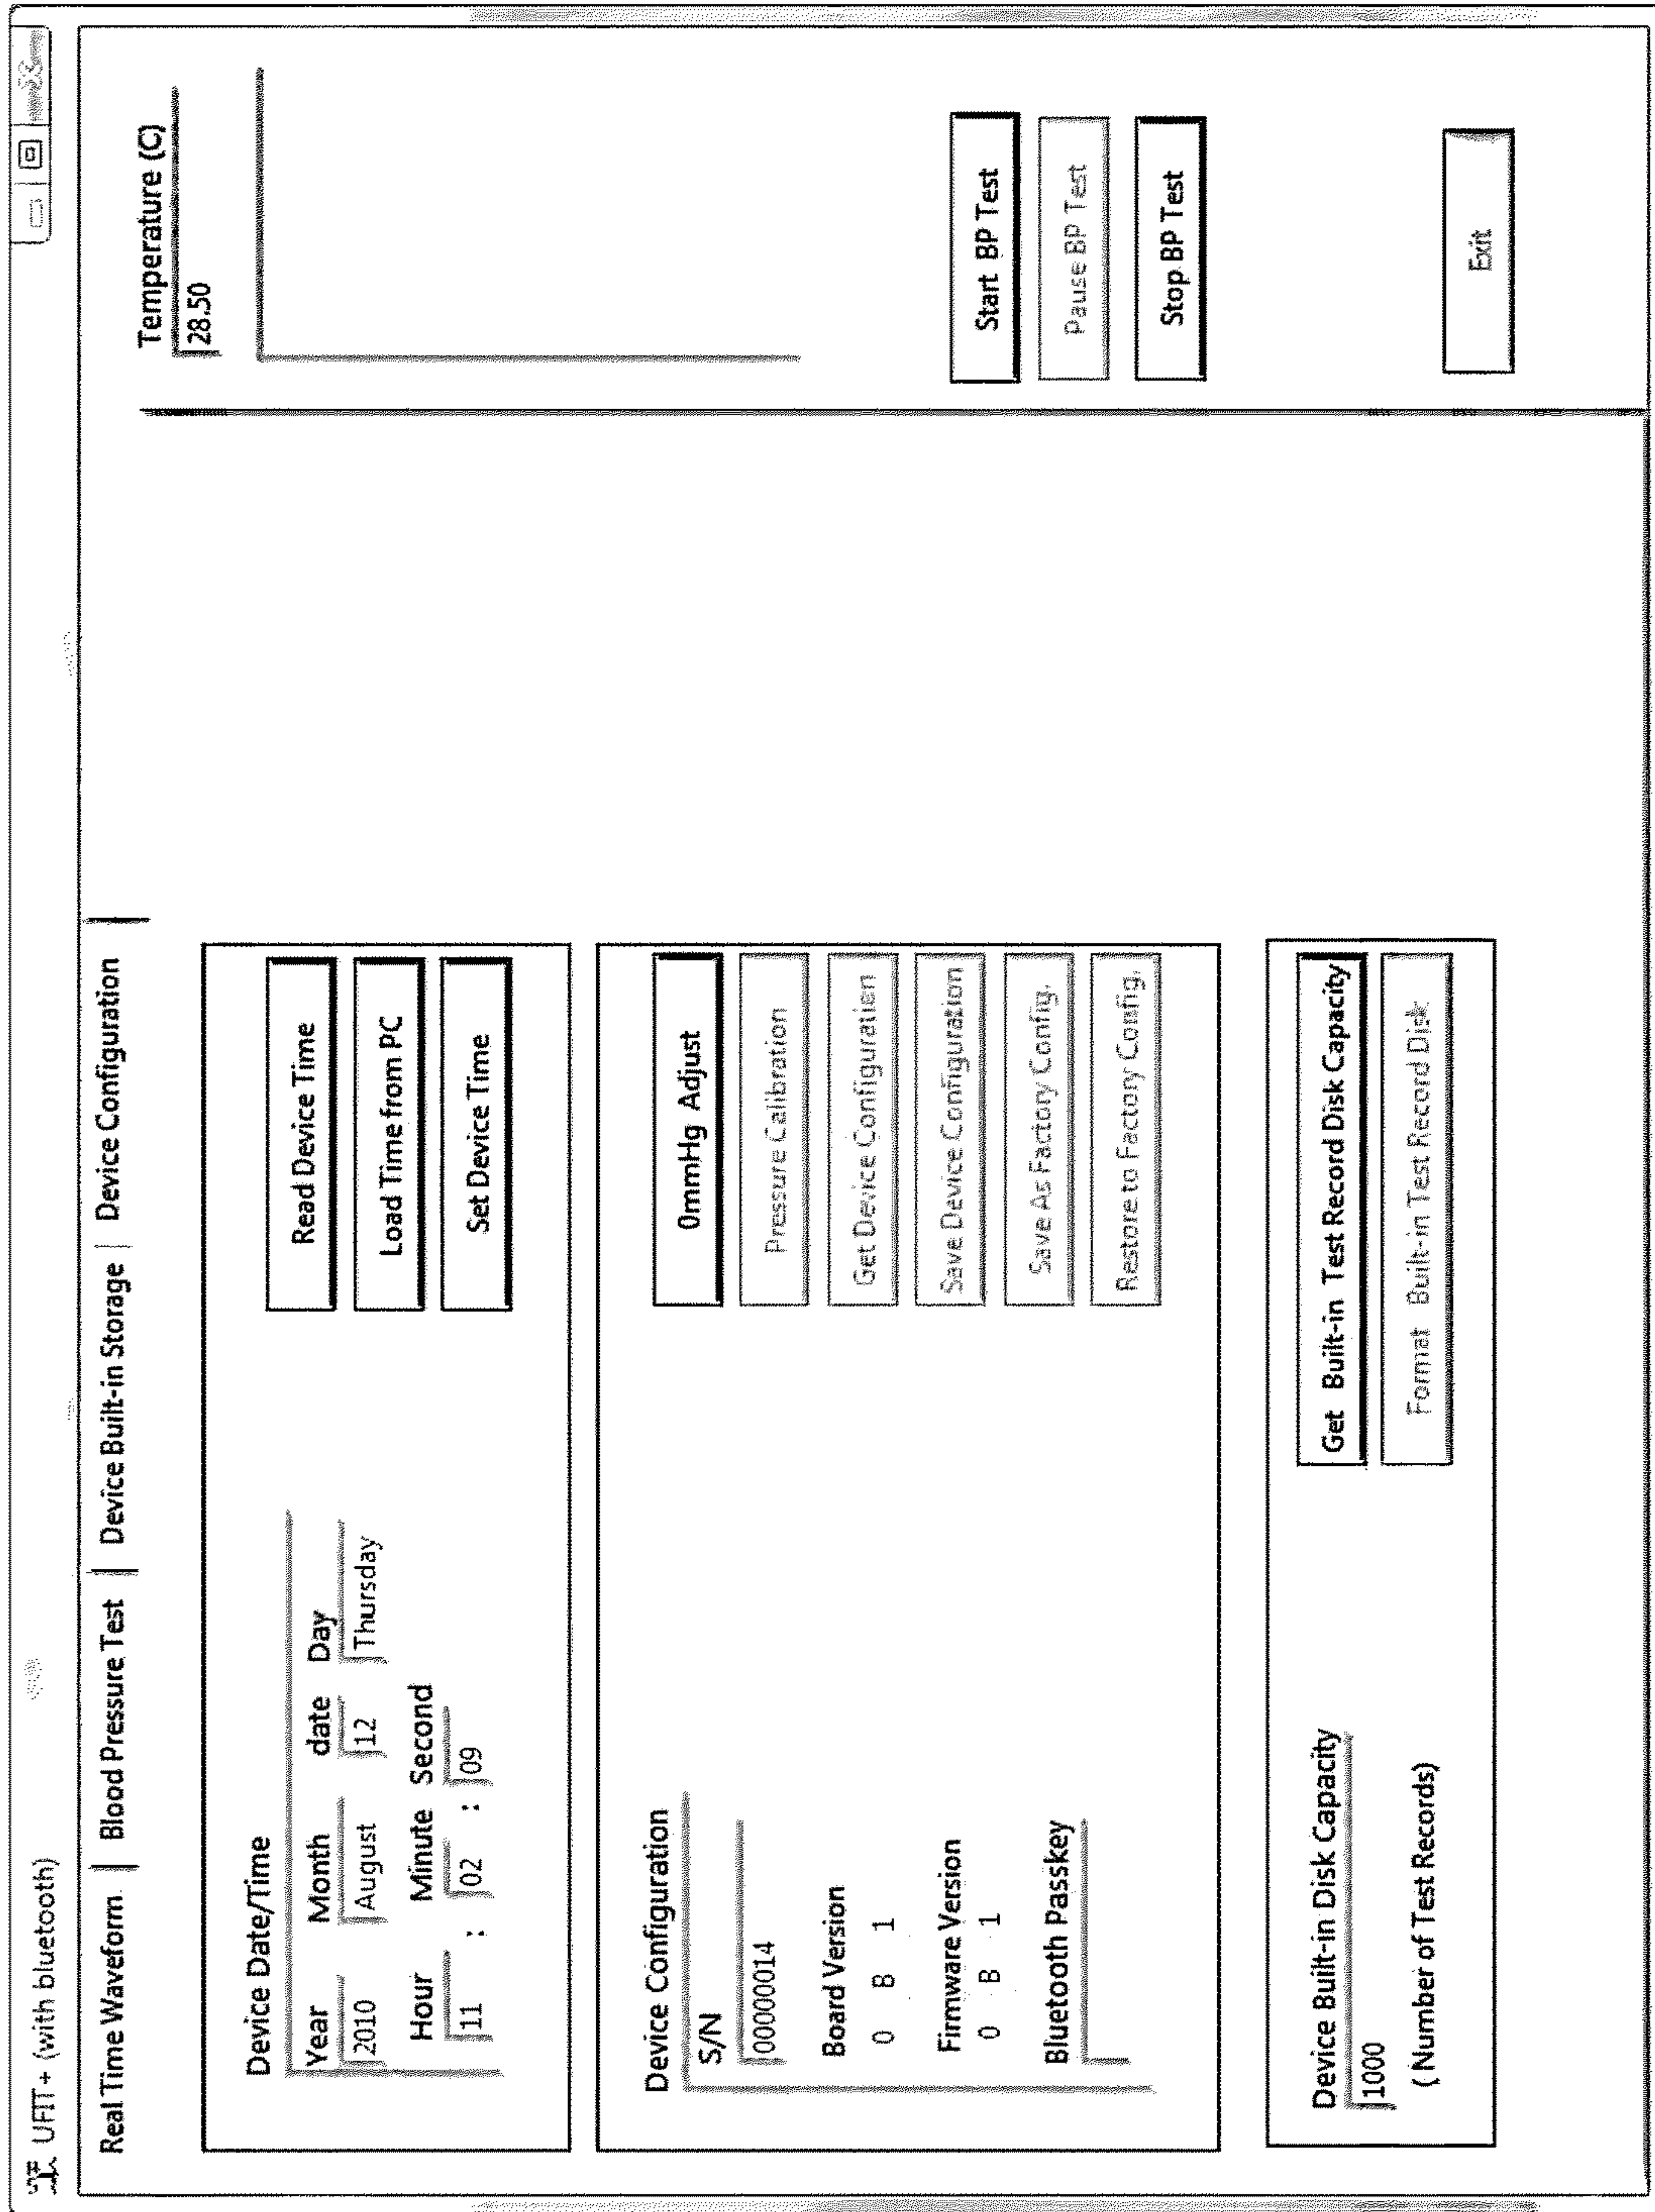 UFIT+ (with bluetooth)
Real Time Waveform | Blood Pressure Test | Device Built-in Storage | Device Configuration
Temperature (C)
28.50
Device Date/Time
Year Month date Day
2010 August 12 Thursday
Hour Minute Second
11 : 02 : 09
Read Device Time
Load Time from PC
Set Device Time
Device Configuration
S/N
00000014
Board Version
0 B 1
Firmware Version
0 B 1
Bluetooth Passkey
0mmHg Adjust
Pressure Calibration
Get Device Configuration
Save Device Configuration
Save As Factory Config.
Restore to Factory Config.
Device Built-in Disk Capacity
1000
( Number of Test Records)
Get Built-in Test Record Disk Capacity
Format Built-in Test Record Disk
Start BP Test
Pause BP Test
Stop BP Test
Exit